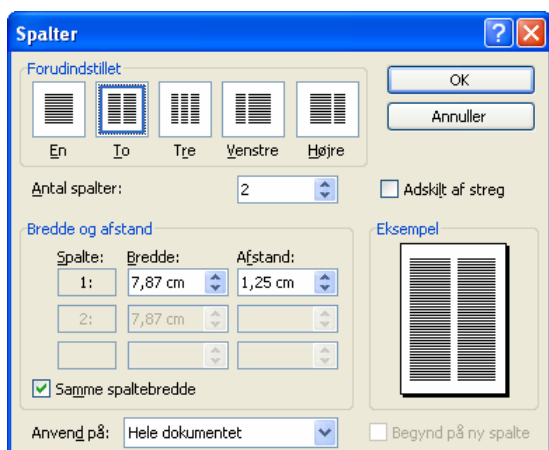 Spalter
Forudindstillet
En To Tre Venstre Højre
OK
Annuller
Antal spalter: 2
Adskilt af streg
Bredde og afstand
Spalte: Bredde: Afstand:
1: 7,87 cm 1,25 cm
2: 7,87 cm
Samme spaltebredde
Eksempel
Anvend på: Hele dokumentet
Begynd på ny spalte